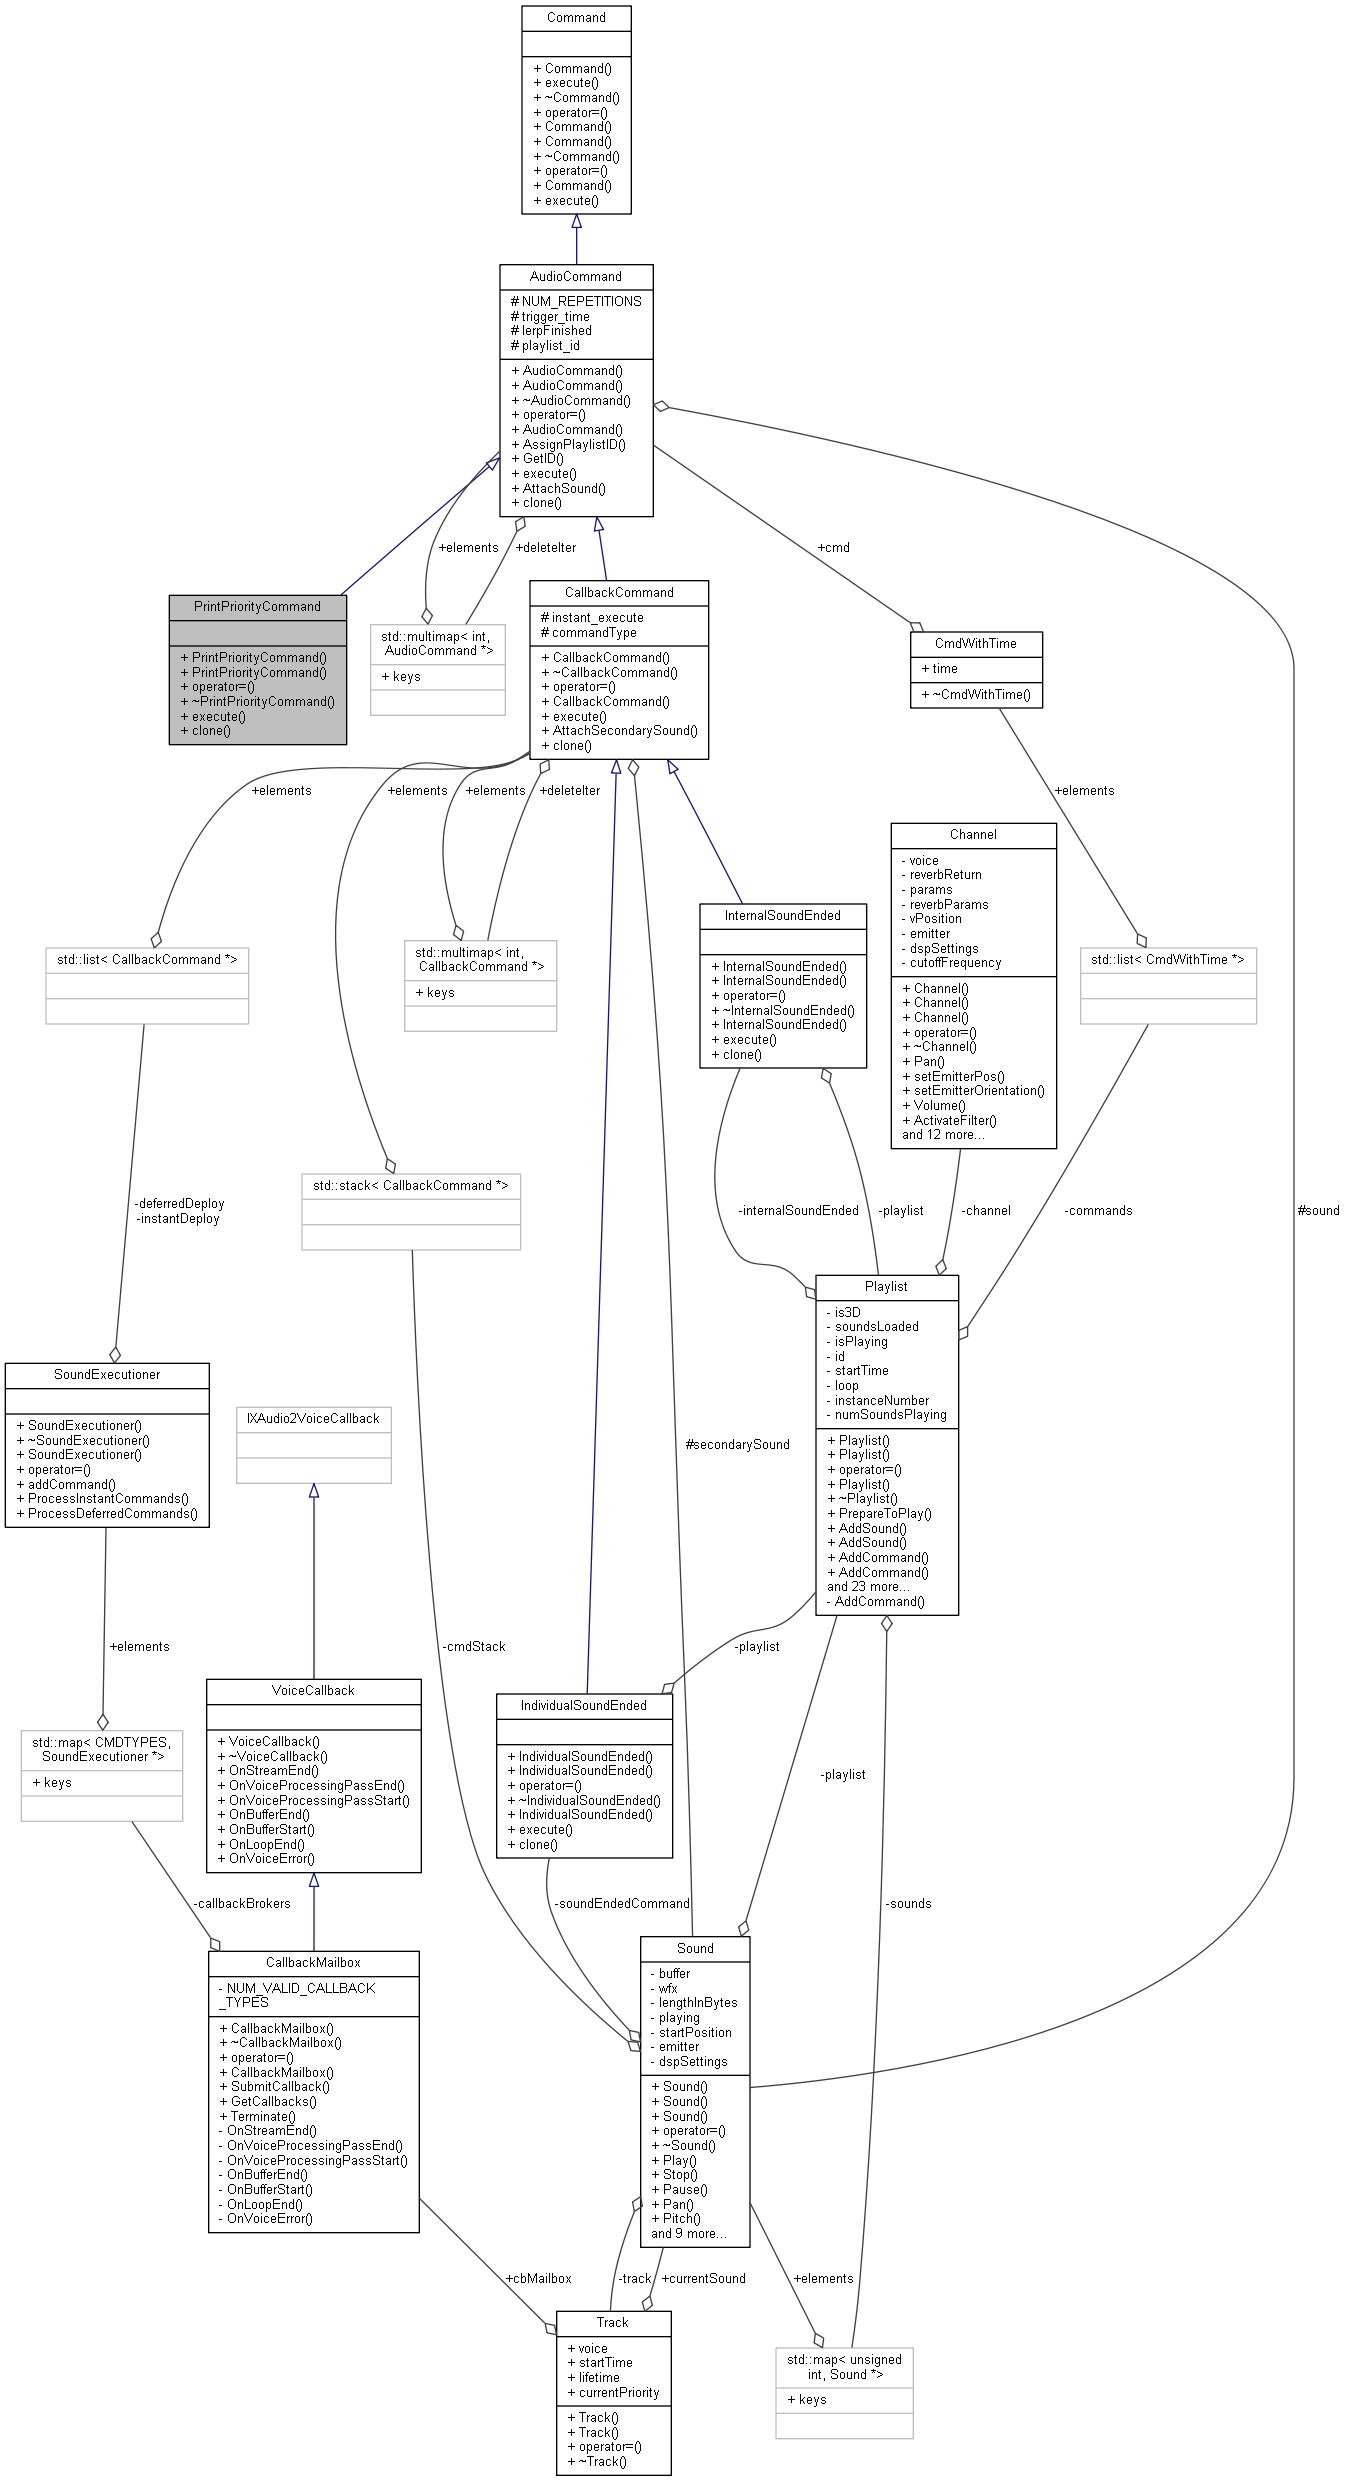 Command
+ Command()
+ execute()
+ ~Command()
+ operator=()
+ Command()
+ Command()
+ ~Command()
+ operator=()
+ Command()
+ execute()
AudioCommand
# NUM_REPETITIONS
# trigger_time
# lerpFinished
# playlist_id
+ AudioCommand()
+ AudioCommand()
+ ~AudioCommand()
+ operator=()
+ AudioCommand()
+ AssignPlaylistID()
+ GetID()
+ execute()
+ AttachSound()
+ clone()
+elements
+deleteIter
+cmd
PrintPriorityCommand
+ PrintPriorityCommand()
+ PrintPriorityCommand()
+ operator=()
+ ~PrintPriorityCommand()
+ execute()
+ clone()
std::multimap< int,
AudioCommand *>
+ keys
CallbackCommand
# instant_execute
# commandType
+ CallbackCommand()
+ ~CallbackCommand()
+ operator=()
+ CallbackCommand()
+ execute()
+ AttachSecondarySound()
+ clone()
CmdWithTime
+ time
+ ~CmdWithTime()
+elements
+elements
+elements
+deleteIter
+elements
Channel
- voice
- reverbReturn
- params
- reverbParams
- vPosition
- emitter
- dspSettings
- cutoffFrequency
+ Channel()
+ Channel()
+ Channel()
+ operator=()
+ ~Channel()
+ Pan()
+ setEmitterPos()
+ setEmitterOrientation()
+ Volume()
+ ActivateFilter()
and 12 more...
InternalSoundEnded
+ InternalSoundEnded()
+ InternalSoundEnded()
+ operator=()
+ ~InternalSoundEnded()
+ InternalSoundEnded()
+ execute()
+ clone()
std::list< CallbackCommand *>
std::multimap< int,
CallbackCommand *>
+ keys
std::list< CmdWithTime *>
std::stack< CallbackCommand *>
-deferredDeploy
-instantDeploy
-internalSoundEnded
-playlist
-channel
-commands
#sound
Playlist
- is3D
- soundsLoaded
- isPlaying
- id
- startTime
- loop
- instanceNumber
- numSoundsPlaying
+ Playlist()
+ Playlist()
+ operator=()
+ Playlist()
+ ~Playlist()
+ PrepareToPlay()
+ AddSound()
+ AddSound()
+ AddCommand()
+ AddCommand()
and 23 more...
- AddCommand()
SoundExecutioner
+ SoundExecutioner()
+ ~SoundExecutioner()
+ SoundExecutioner()
+ operator=()
+ addCommand()
+ ProcessInstantCommands()
+ ProcessDeferredCommands()
IXAudio2VoiceCallback
#secondarySound
+elements
-cmdStack
-playlist
VoiceCallback
+ VoiceCallback()
+ ~VoiceCallback()
+ OnStreamEnd()
+ OnVoiceProcessingPassEnd()
+ OnVoiceProcessingPassStart()
+ OnBufferEnd()
+ OnBufferStart()
+ OnLoopEnd()
+ OnVoiceError()
IndividualSoundEnded
+ IndividualSoundEnded()
+ IndividualSoundEnded()
+ operator=()
+ ~IndividualSoundEnded()
+ IndividualSoundEnded()
+ execute()
+ clone()
std::map< CMDTYPES,
SoundExecutioner *>
+ keys
-playlist
-callbackBrokers
-soundEndedCommand
-sounds
CallbackMailbox
- NUM_VALID_CALLBACK
_TYPES
+ CallbackMailbox()
+ ~CallbackMailbox()
+ operator=()
+ CallbackMailbox()
+ SubmitCallback()
+ GetCallbacks()
+ Terminate()
- OnStreamEnd()
- OnVoiceProcessingPassEnd()
- OnVoiceProcessingPassStart()
- OnBufferEnd()
- OnBufferStart()
- OnLoopEnd()
- OnVoiceError()
Sound
- buffer
- wfx
- lengthInBytes
- playing
- startPosition
- emitter
- dspSettings
+ Sound()
+ Sound()
+ Sound()
+ operator=()
+ ~Sound()
+ Play()
+ Stop()
+ Pause()
+ Pan()
+ Pitch()
and 9 more...
+cbMailbox
-track
+currentSound
+elements
Track
+ voice
+ startTime
+ lifetime
+ currentPriority
+ Track()
+ Track()
+ operator=()
+ ~Track()
std::map< unsigned
int, Sound *>
+ keys